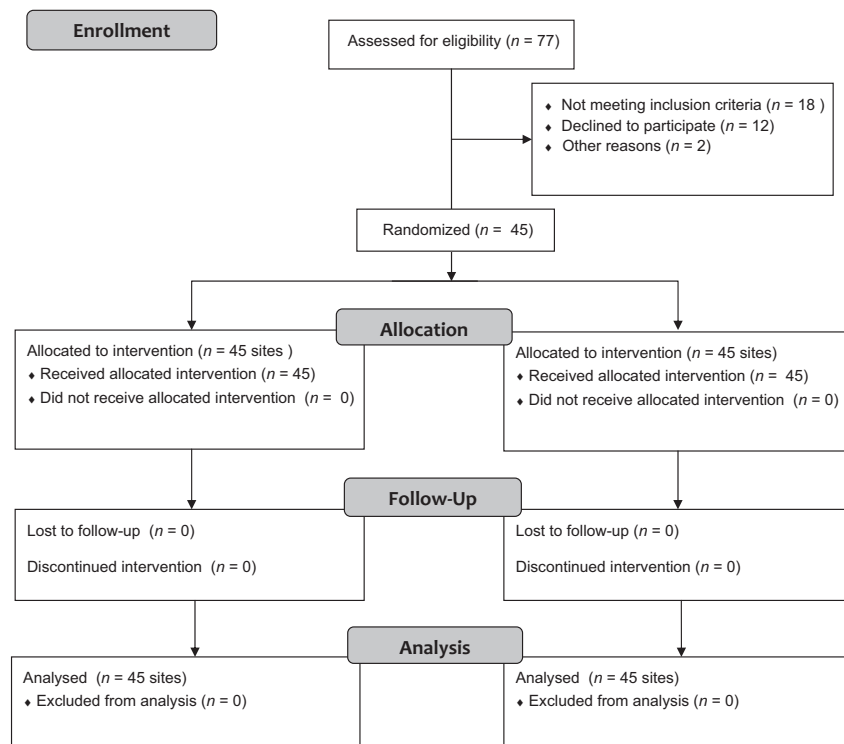 Enrollment
Assessed for eligibility (n = 77)
♦ Not meeting inclusion criteria (n = 18 )
♦ Declined to participate (n = 12)
♦ Other reasons (n = 2)
Randomized (n = 45)
Allocation
Allocated to intervention (n = 45 sites )
♦ Received allocated intervention (n = 45)
♦ Did not receive allocated intervention (n = 0)
Allocated to intervention (n = 45 sites)
♦ Received allocated intervention (n = 45)
♦ Did not receive allocated intervention (n = 0)
Follow-Up
Lost to follow-up (n = 0)
Discontinued intervention (n = 0)
Lost to follow-up (n = 0)
Discontinued intervention (n = 0)
Analysis
Analysed (n = 45 sites)
♦ Excluded from analysis (n = 0)
Analysed (n = 45 sites)
♦ Excluded from analysis (n = 0)